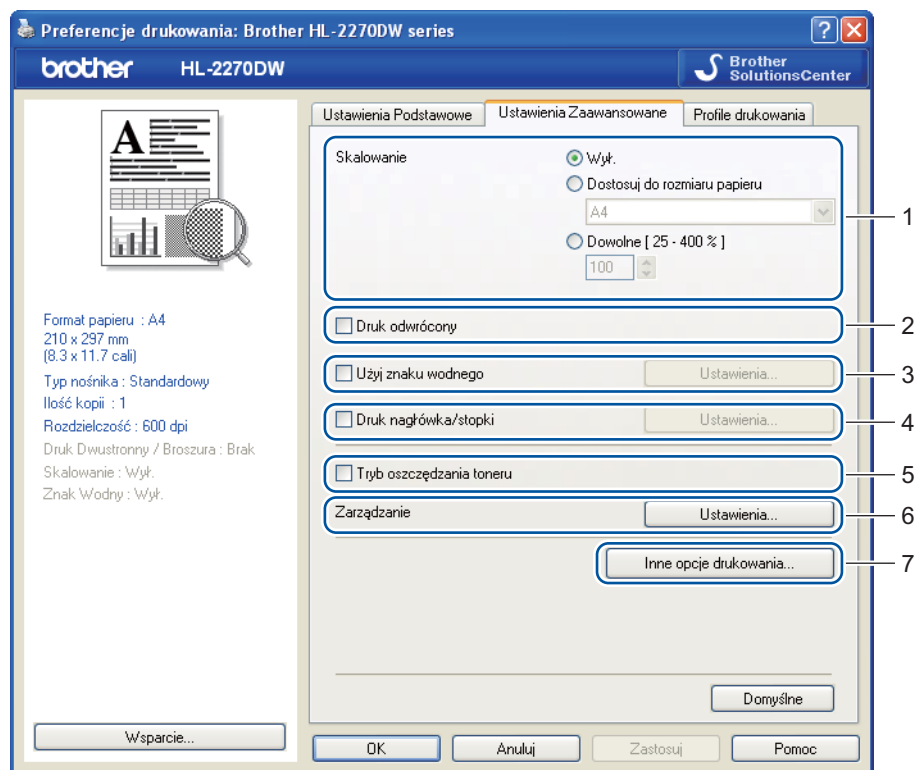 Preferencje drukowania: Brother HL-2270DW series
brother HL-2270DW
Brother
SolutionsCenter
A
Format papieru : A4
210 x 297 mm
(8.3 x 11.7 cali)
Typ nośnika : Standardowy
Ilość kopii : 1
Rozdzielczość : 600 dpi
Druk Dwustronny / Broszura : Brak
Skalowanie : Wył.
Znak Wodny : Wył.
Wsparcie...
Ustawienia Podstawowe Ustawienia Zaawansowane Profile drukowania
Skalowanie Wył.
Dostosuj do rozmiaru papieru
A4
1
Dowolne [ 25 - 400 % ]
100
Druk odwrócony 2
Użyj znaku wodnego Ustawienia... 3
Druk nagłówka/stopki Ustawienia... 4
Tryb oszczędzania toneru 5
Zarządzanie Ustawienia... 6
Inne opcje drukowania... 7
Domyślne
OK Anuluj Zastosuj Pomoc